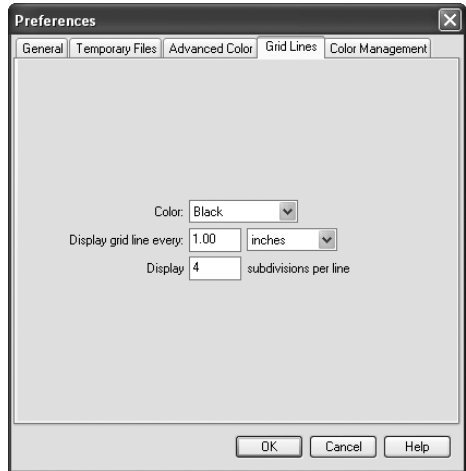 Preferences
General Temporary Files Advanced Color Grid Lines Color Management
Color: Black
Display grid line every: 1.00 inches
Display 4 subdivisions per line
OK Cancel Help